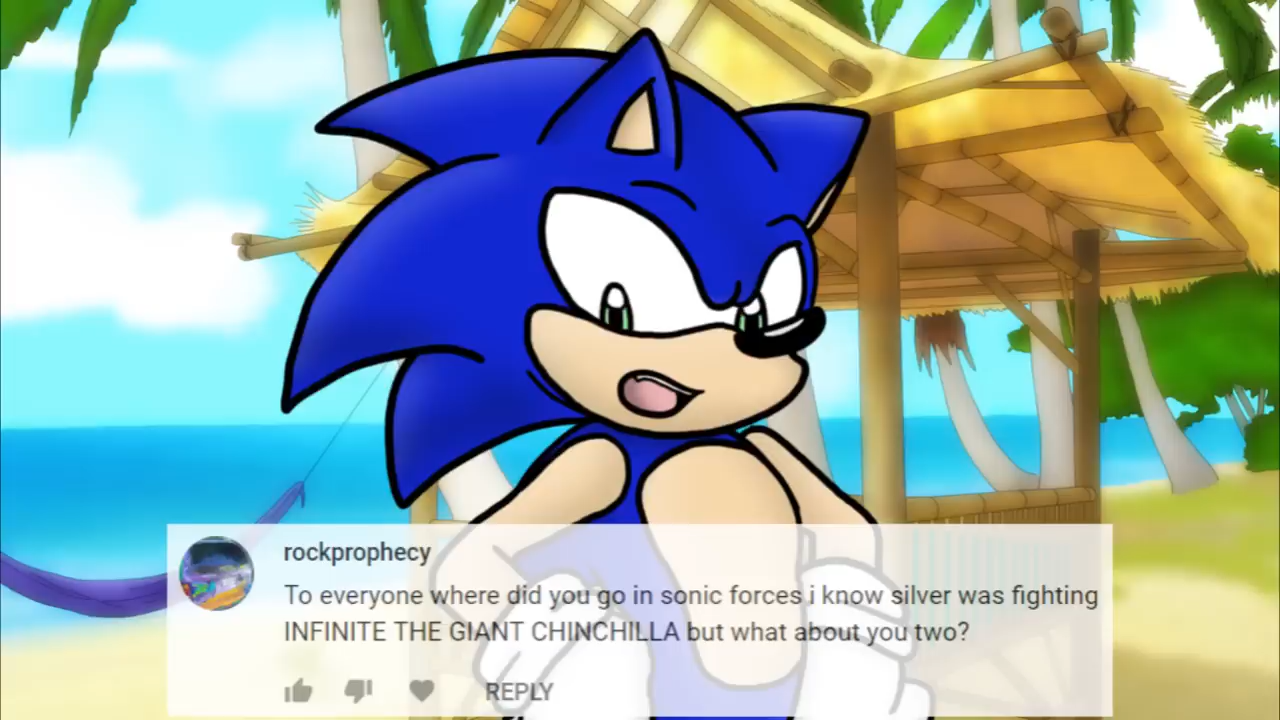 rockprophecy
To everyone where did you go in sonic forces i know silver was fighting
INFINITE THE GIANT CHINCHILLA but what about you two?
REPLY